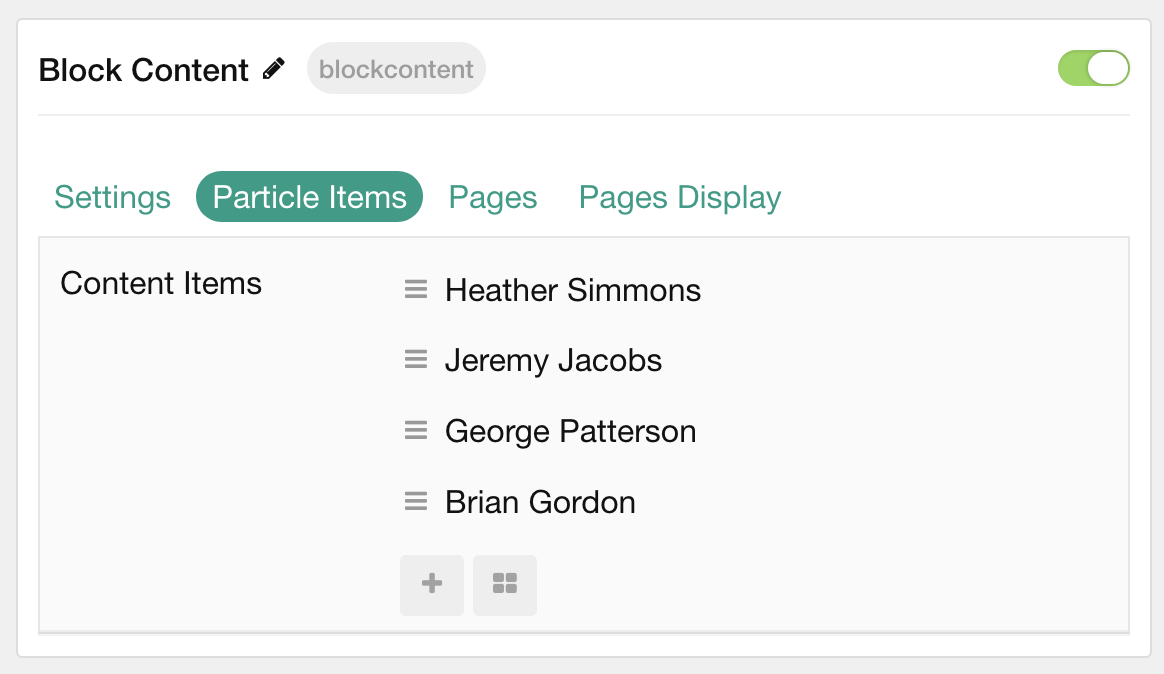 Block Content blockcontent
Settings Particle Items Pages Pages Display
Content Items
Heather Simmons
Jeremy Jacobs
George Patterson
Brian Gordon